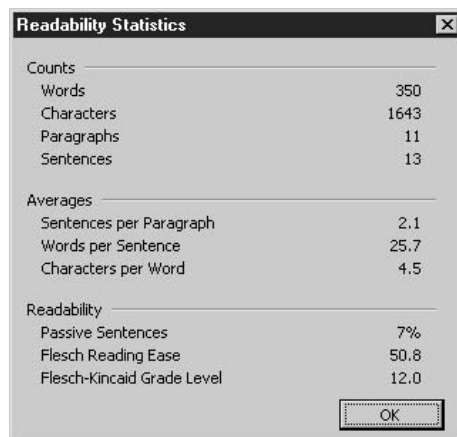 Readability Statistics
Counts
Words 350
Characters 1643
Paragraphs 11
Sentences 13
Averages
Sentences per Paragraph 2.1
Words per Sentence 25.7
Characters per Word 4.5
Readability
Passive Sentences 7%
Flesch Reading Ease 50.8
Flesch-Kincaid Grade Level 12.0
OK